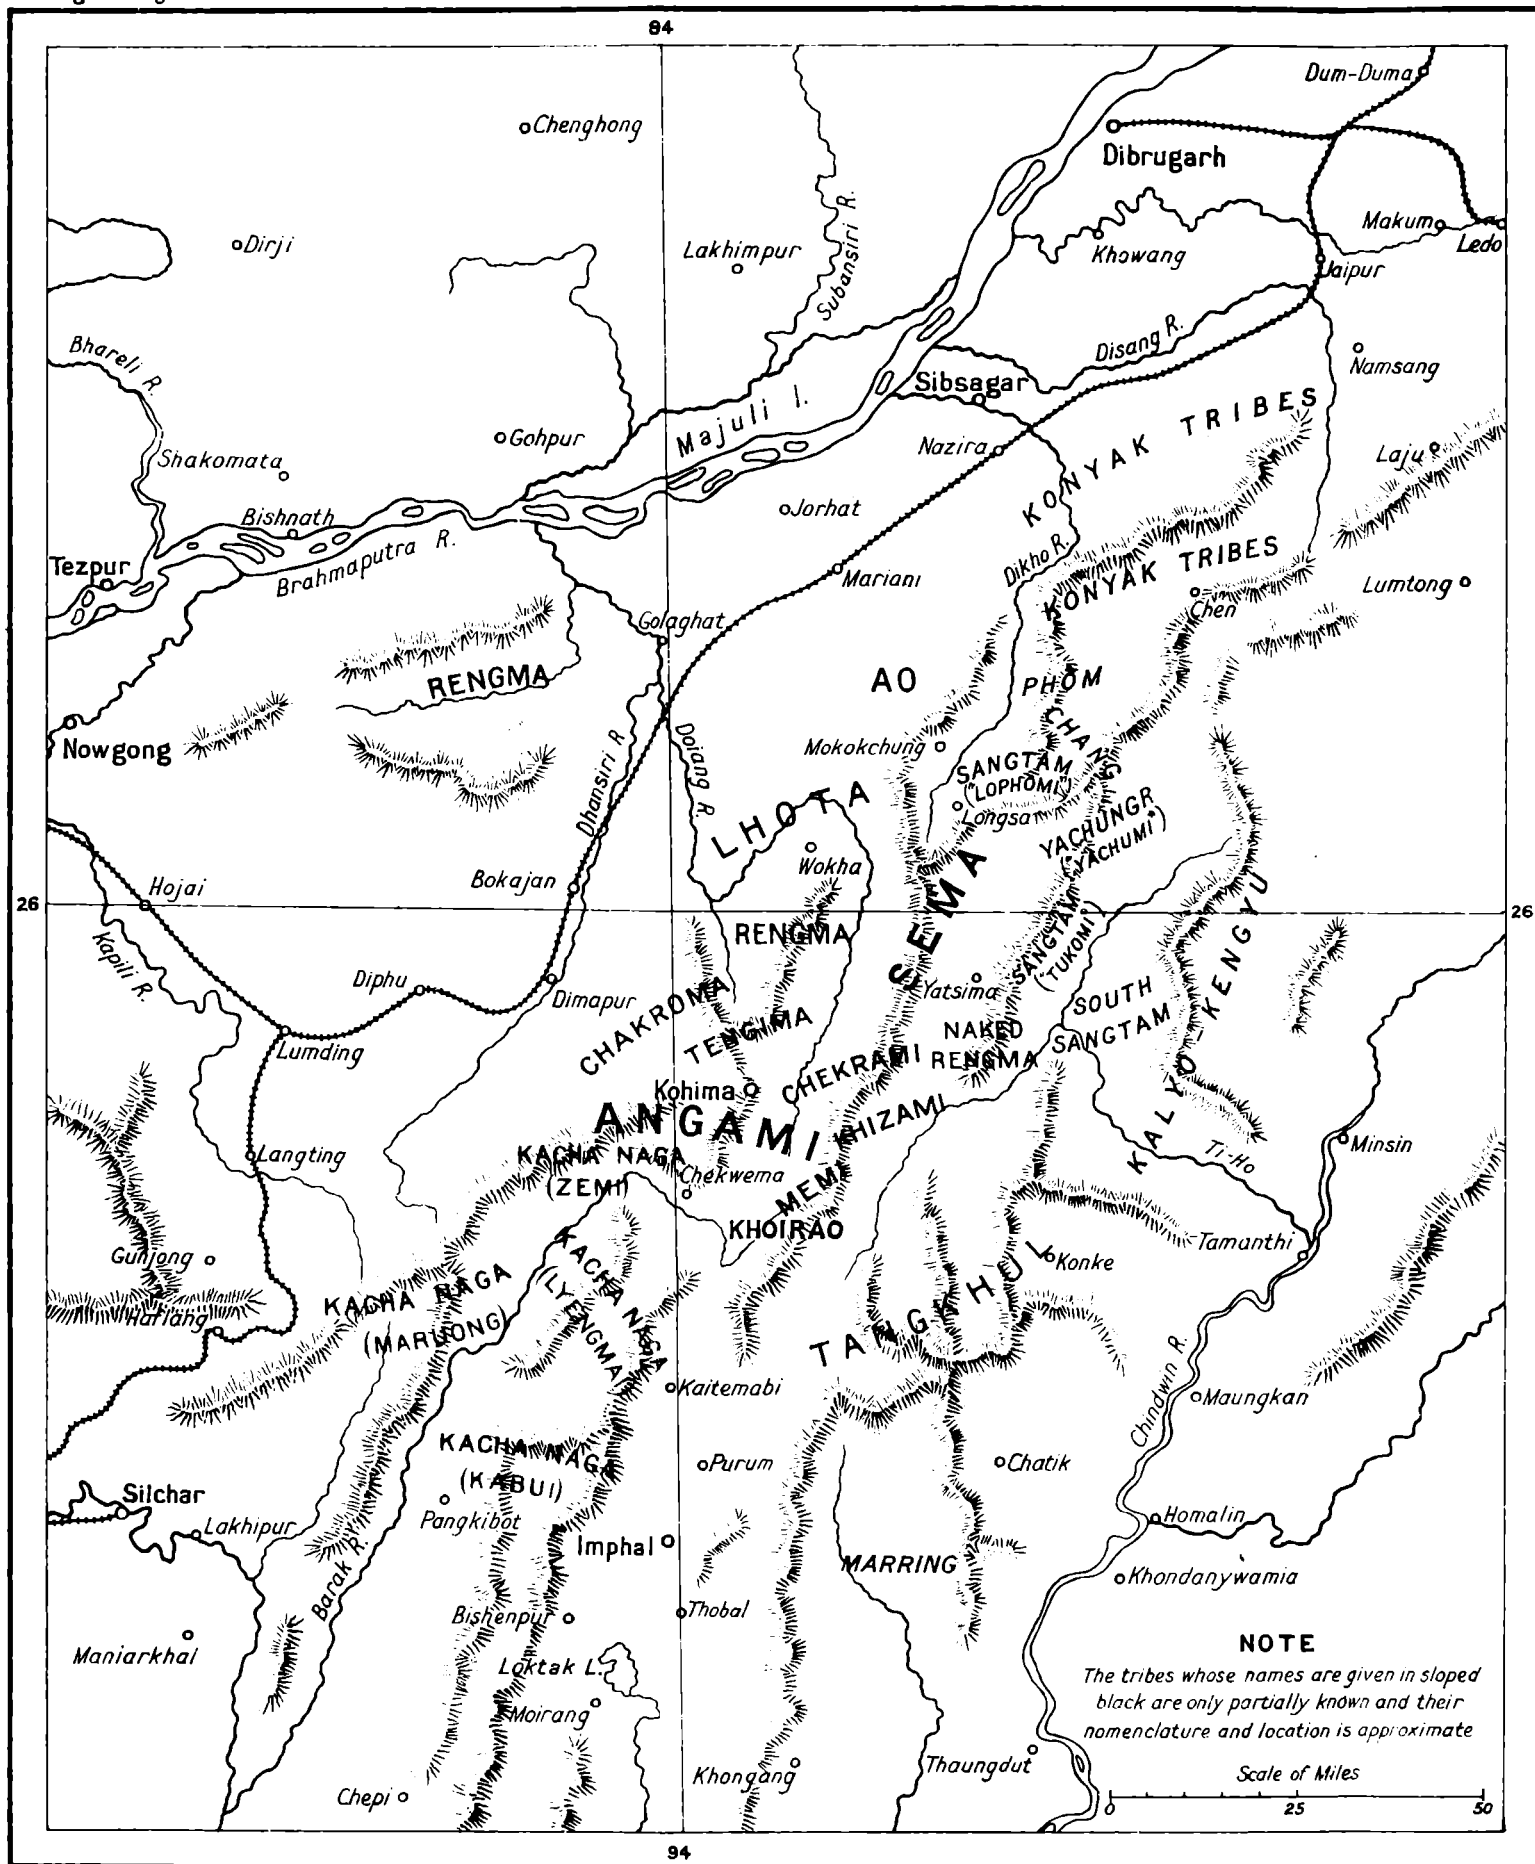 94
Dum-Duma
Chenghong
Dibrugarh
Dirji
Lakhimpur
Subansiri R.
Khowang
Makum
Ledo
Jaipur
Bhareli R.
Disang R.
Namsang
Sibsagar
Majuli I.
KONYAK TRIBES
Gohpur
Nazira
Laju
Shakomata
Jorhat
Bishnath
Brahmaputra R.
Dikho R.
KONYAK TRIBES
Tezpur
Mariani
Lumtong
Chen
Golaghat
RENGMA
AO
PHOM
Nowgong
Dhansiri R
Doiang R.
Mokokchung
CHANG
SANGTAM
("LOPHOMI")
Longsa
LHOTA
YACHUNGR
("YACHUMI")
Wokha
SEMA
Hojai
Bokajan
26
26
Kapili R.
RENGMA
SANGTAM
("TUKOMI")
KALYO-KENGYU
Diphu
Dimapur
Yatsima
SOUTH
SANGTAM
CHAKROMA
TENGIMA
NAKED
RENGMA
Lumding
CHEKRAMI
Kohima
ANGAMI
KHIZAMI
Minsin
Langting
KACHA NAGA
(ZEMI)
Chekwema
Ti-Ho
MEMI
KHOIRAO
Gunjong
KACHA NAGA
(LYENGMAI)
Tamanthi
Konke
KACHA NAGA
(MARUONG)
Hafлang
TANGKHUL
Kaitemabi
Chindwin R.
Maungkan
KACHA NAGA
(KABUI)
Purum
Chatik
Silchar
Lakhipur
Pangkibot
Homalin
Imphal
Barak R.
MARRING
Khondanywamia
Bishenpur
Thobal
Maniarkhal
Loktak L.
Moirang
NOTE
The tribes whose names are given in sloped
black are only partially known and their
nomenclature and location is approximate
Khongang
Thaungdut
Chepi
Scale of Miles
0 25 50
94